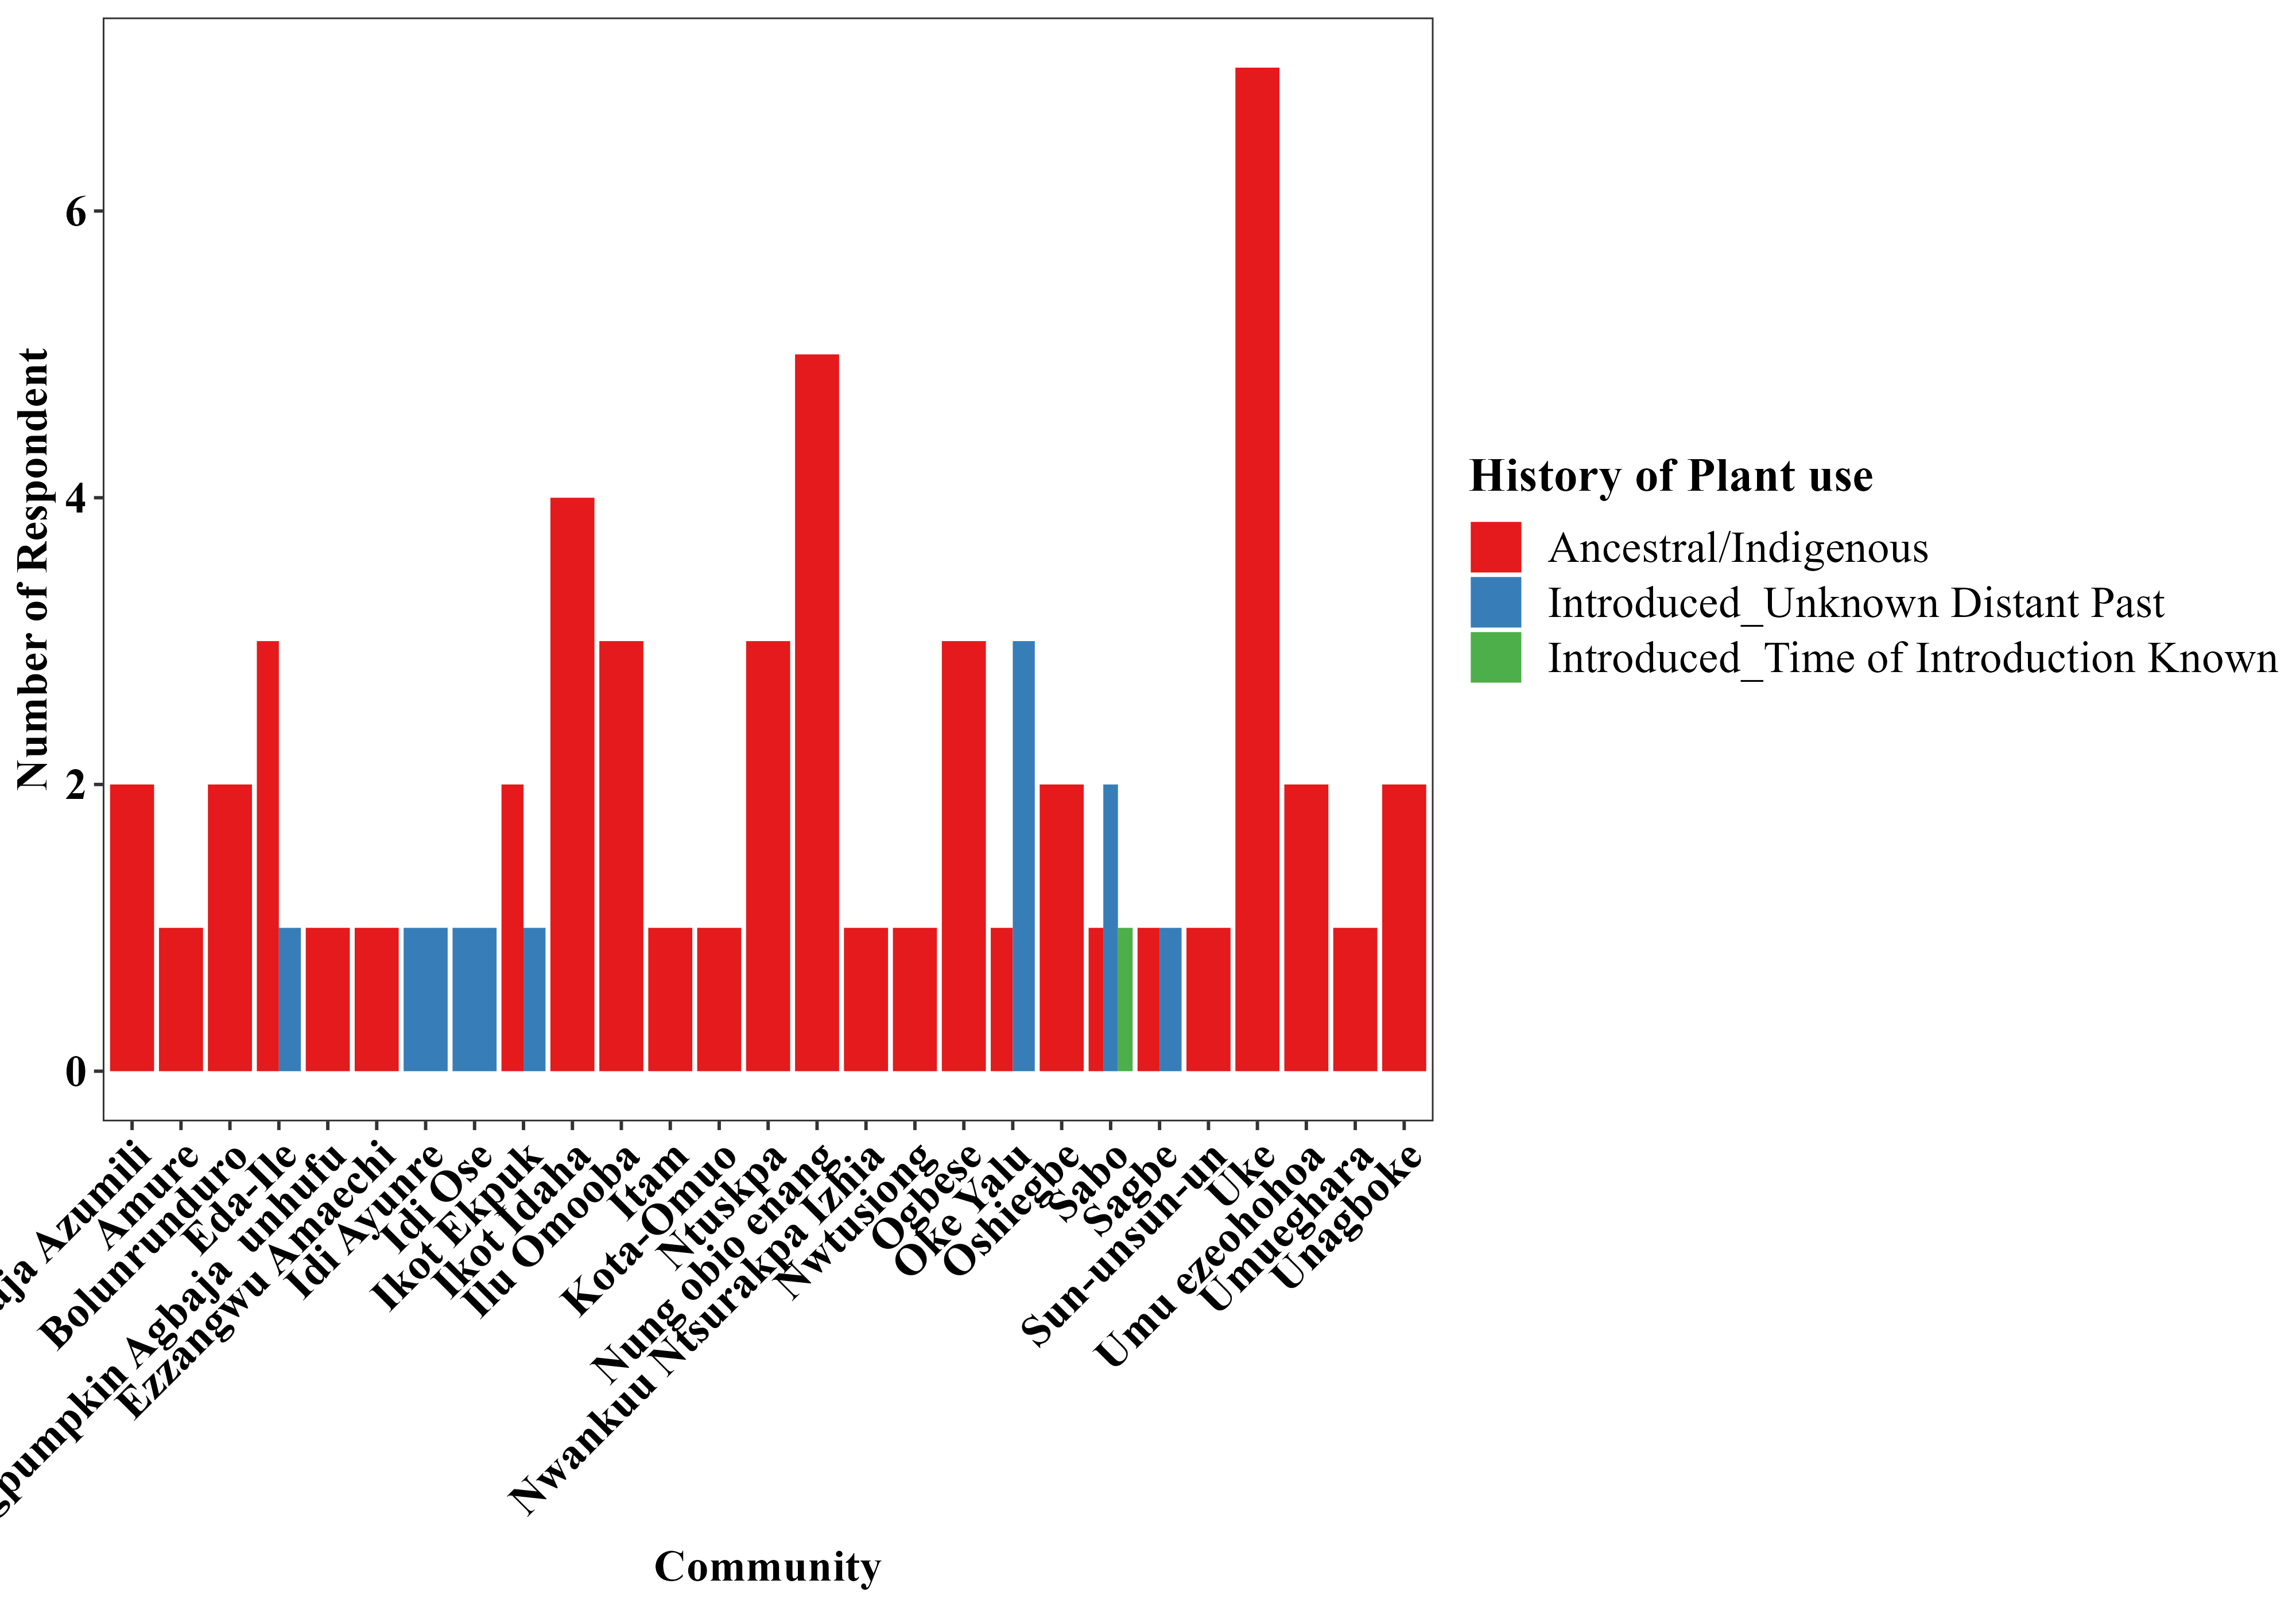 Number of Respondent
6
4
2
0
Azumili
Amure
Bolunrunduro
Eda-Ile
Agbaja unhufu
Ezzangwu Amaechi
Idi Ayunre
Idi Ose
Ikot Ekpuk
Ikot Idaha
Ilu Omooba
Itam
Kota-Omuo
Ntuskpa
Nung obio enang
Nwankuu Ntsurakpa Izhia
Nwtusiong
Ogbese
Oke Yalu
Oshiegbe
Sabo
Sagbe
Sun-unsun-un
Uke
Umu ezeohohoa
Umueghara
Unagboke
Community
History of Plant use
Ancestral/Indigenous
Introduced_Unknown Distant Past
Introduced_Time of Introduction Known